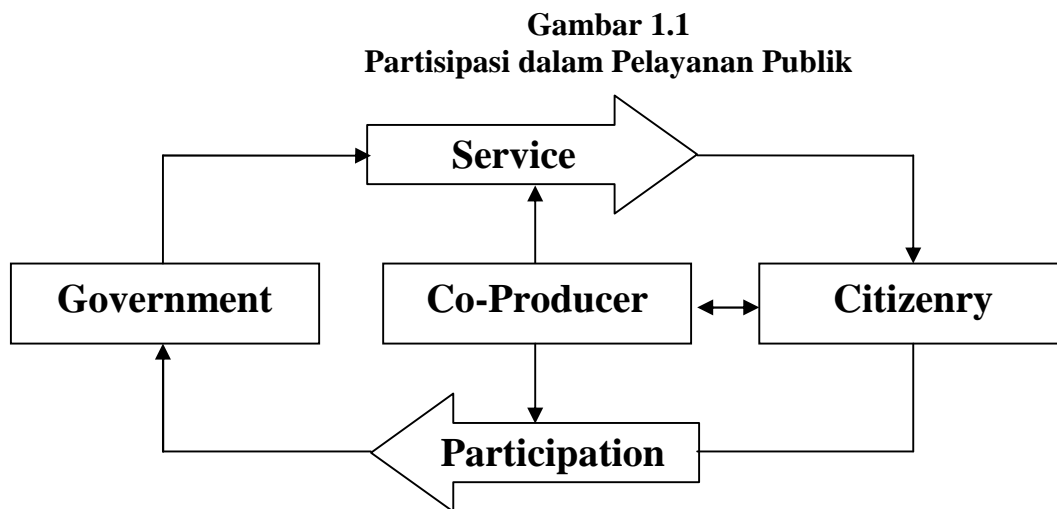 Gambar 1.1
Partisipasi dalam Pelayanan Publik
Service
Government
Co-Producer
Citizenry
Participation